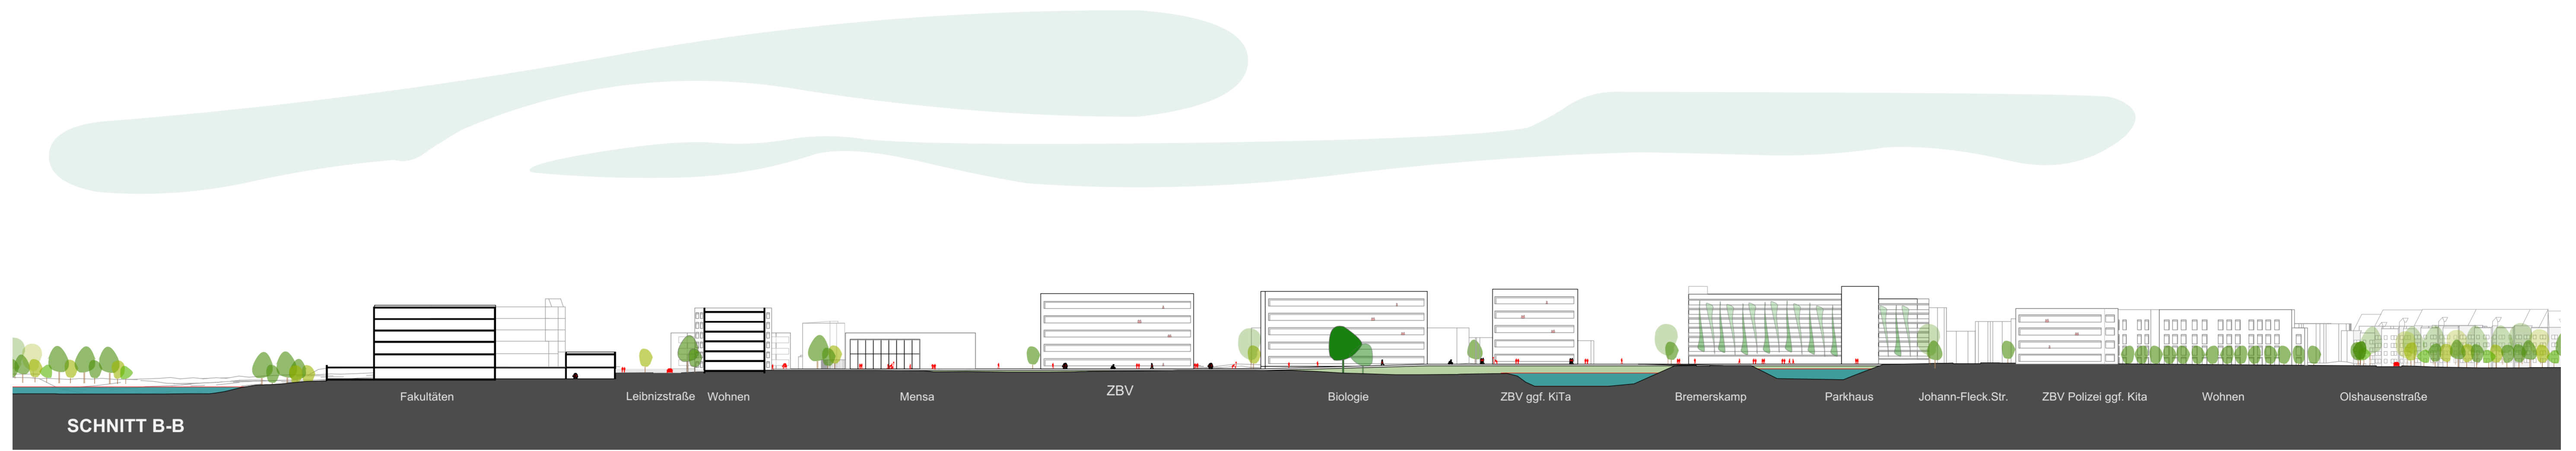 Fakultäten
Leibnizstraße
Wohnen
Mensa
ZBV
Biologie
ZBV ggf. KiTa
Bremerskamp
Parkhaus
Johann-Fleck.Str.
ZBV Polizei ggf. Kita
Wohnen
Olshausenstraße
SCHNITT B-B